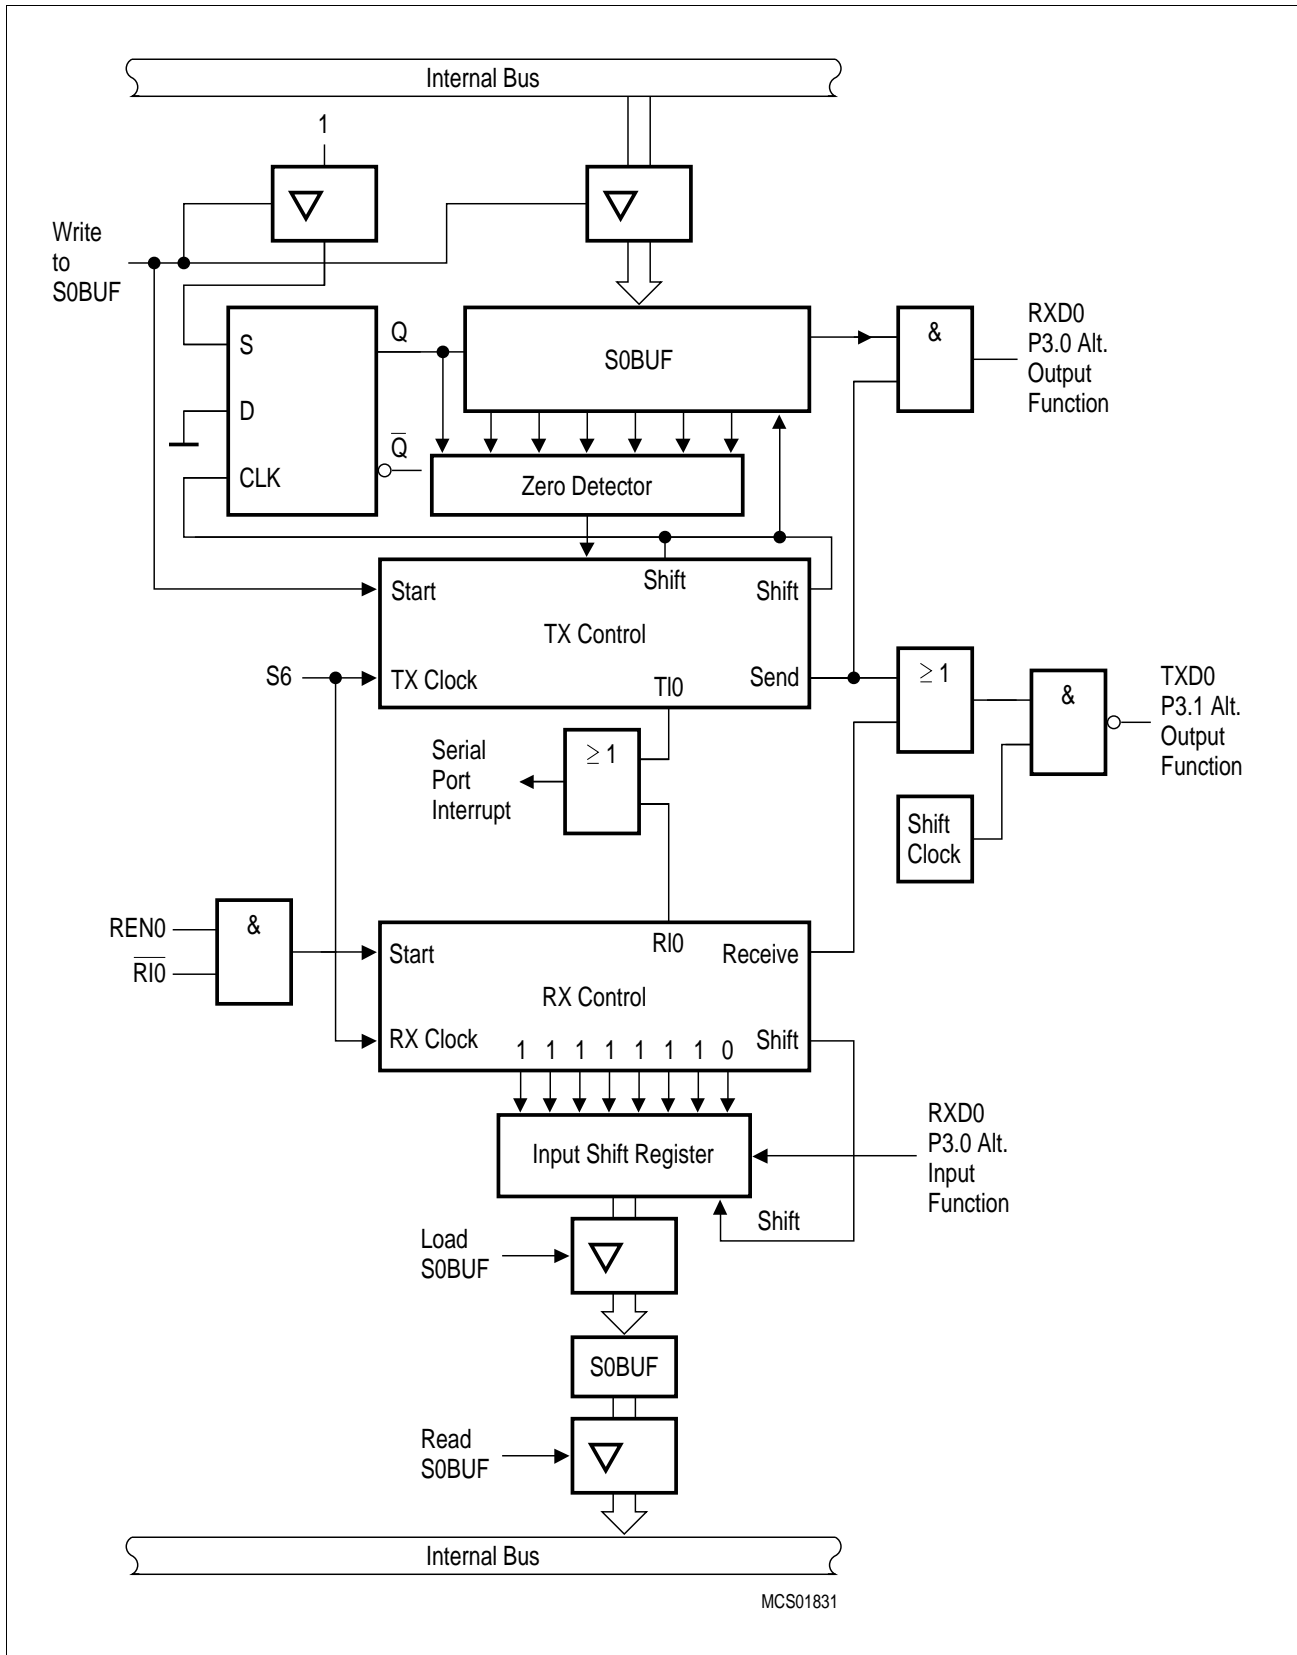 Internal Bus
1
Write
to
S0BUF
S
D
CLK
Q
Q̅
S0BUF
&
RXD0
P3.0 Alt.
Output
Function
Zero Detector
Start
Shift
Shift
TX Control
S6
TX Clock
TI0
Send
≥ 1
&
TXD0
P3.1 Alt.
Output
Function
Serial
Port
Interrupt
≥ 1
Shift
Clock
REN0
R̅I̅0̅
&
Start
RI0
Receive
RX Control
RX Clock
1 1 1 1 1 1 1 0
Shift
Input Shift Register
RXD0
P3.0 Alt.
Input
Function
Shift
Load
S0BUF
S0BUF
Read
S0BUF
Internal Bus
MCS01831